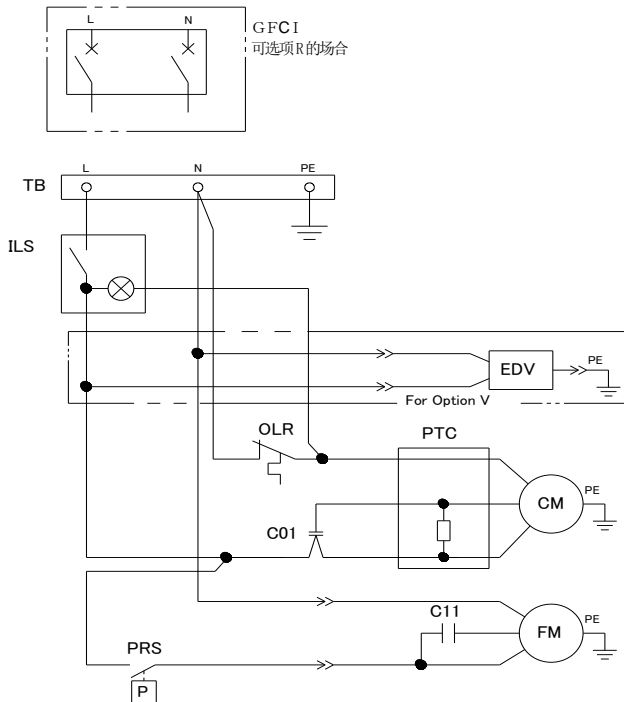 L N
GFCI
可选项R的场合
L N PE
TB
ILS
EDV PE
For Option V
OLR PTC
CM PE
C01
C11
FM PE
PRS
P